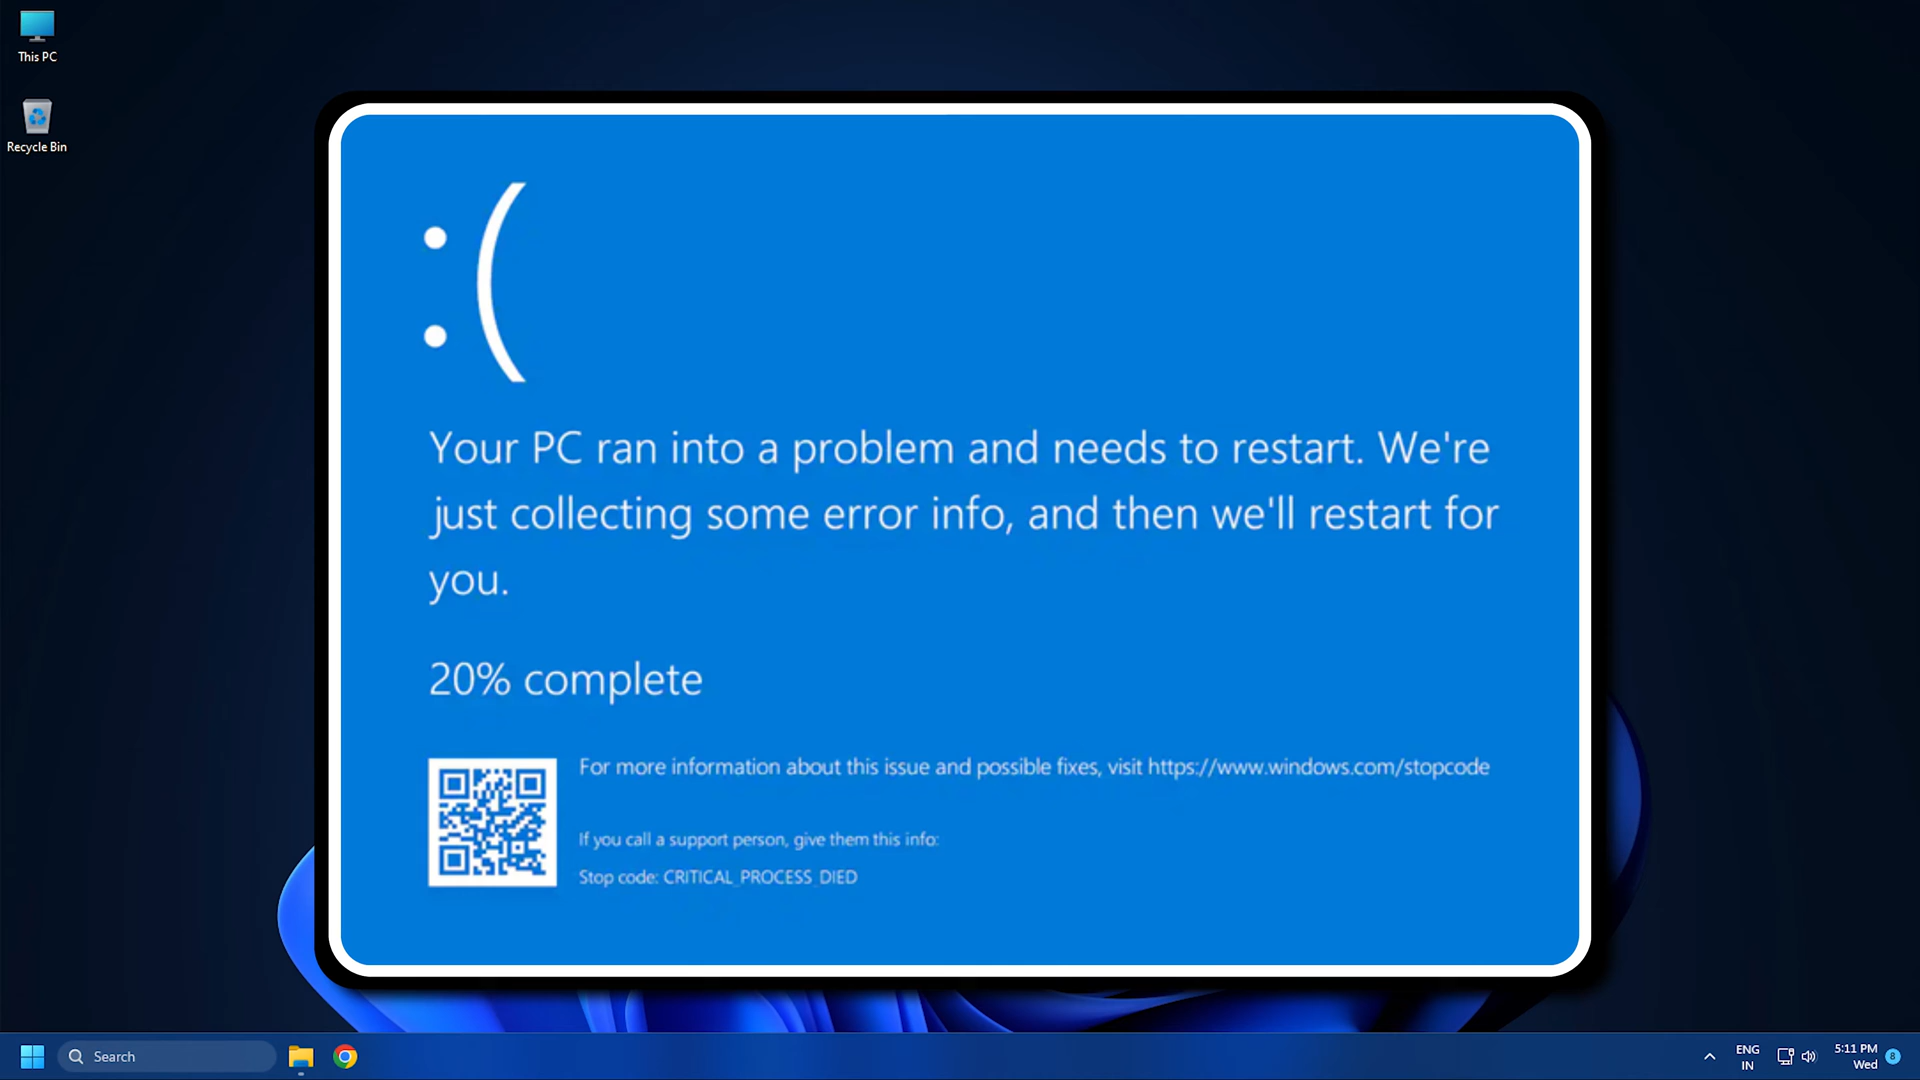 This PC
Recycle Bin
:(
Your PC ran into a problem and needs to restart. We're
just collecting some error info, and then we'll restart for
you.
20% complete
For more information about this issue and possible fixes, visit https://www.windows.com/stopcode
If you call a support person, give them this info:
Stop code: CRITICAL_PROCESS_DIED
Search
ENG
IN
5:11 PM
Wed
8